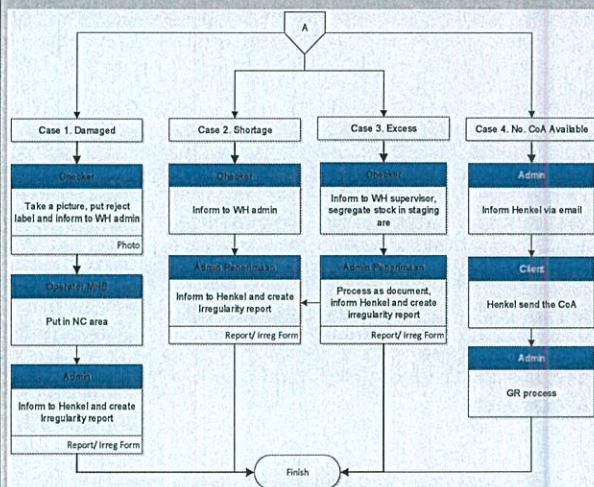 A
Case 1. Damaged
Checker
Take a picture, put reject
label and inform to WH admin
Photo
Operator MHE
Put in NC area
Admin
Inform to Henkel and create
Irregularity report
Report/ Irreg Form
Case 2. Shortage
Checker
Inform to WH admin
Admin Penerimaan
Inform to Henkel and create
Irregularity report
Report/ Irreg Form
Case 3. Excess
Checker
Inform to WH supervisor,
segregate stock in staging
are
Admin Penerimaan
Process as document,
inform Henkel and create
irregularity report
Report/ Irreg Form
Case 4. No. CoA Available
Admin
Inform Henkel via email
Client
Henkel send the CoA
Admin
GR process
Finish